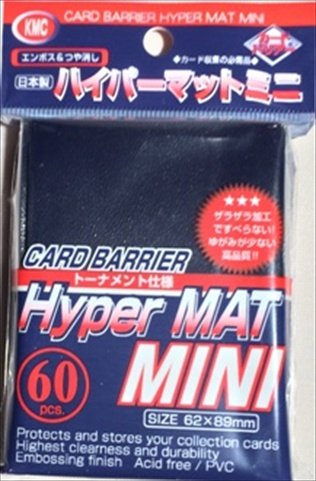 CARD BARRIER HYPER MAT MINI
KMC
エンボス&つや消し
◆カード収集の必需品◆
日本製
ハイパーマットミニ
★★★
ザラザラ加工
ですべらない!
ゆがみが少ない
高品質!!
CARD BARRIER
トーナメント仕様
Hyper MAT
MINI
60
pcs.
SIZE 62×89mm
Protects and stores your collection cards
Highest clearness and durability
Embossing finish Acid free / PVC